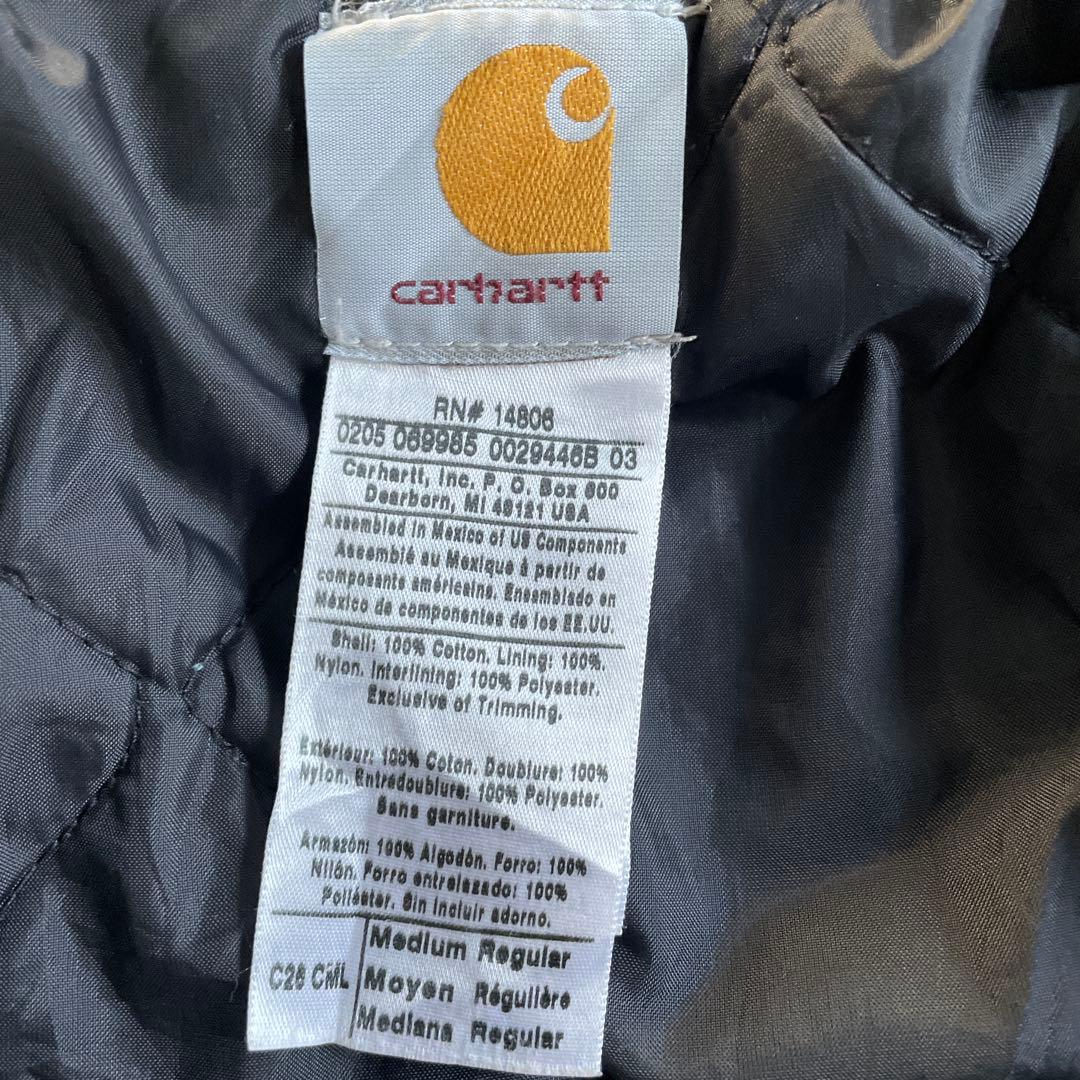 carhartt
RN# 14806
0205 069985 0029446B 03
Carhartt, Inc. P. O. Box 600
Dearborn, MI 48121 USA
Assembled in Mexico of US Components
Assemblé au Mexique à partir de
composants américains. Ensamblado en
México de componentes de los EE.UU.
Shell: 100% Cotton. Lining: 100%.
Nylon. Interlining: 100% Polyester.
Exclusive of Trimming.
Extérieur: 100% Coton. Doublure: 100%
Nylon. Entredoublure: 100% Polyester.
Sans garniture.
Armazón: 100% Algodón. Forro: 100%
Nilón. Forro entrelazado: 100%
Poliéster. Sin incluir adorno.
C26 CML
Medium Regular
Moyen Régulière
Mediana Regular